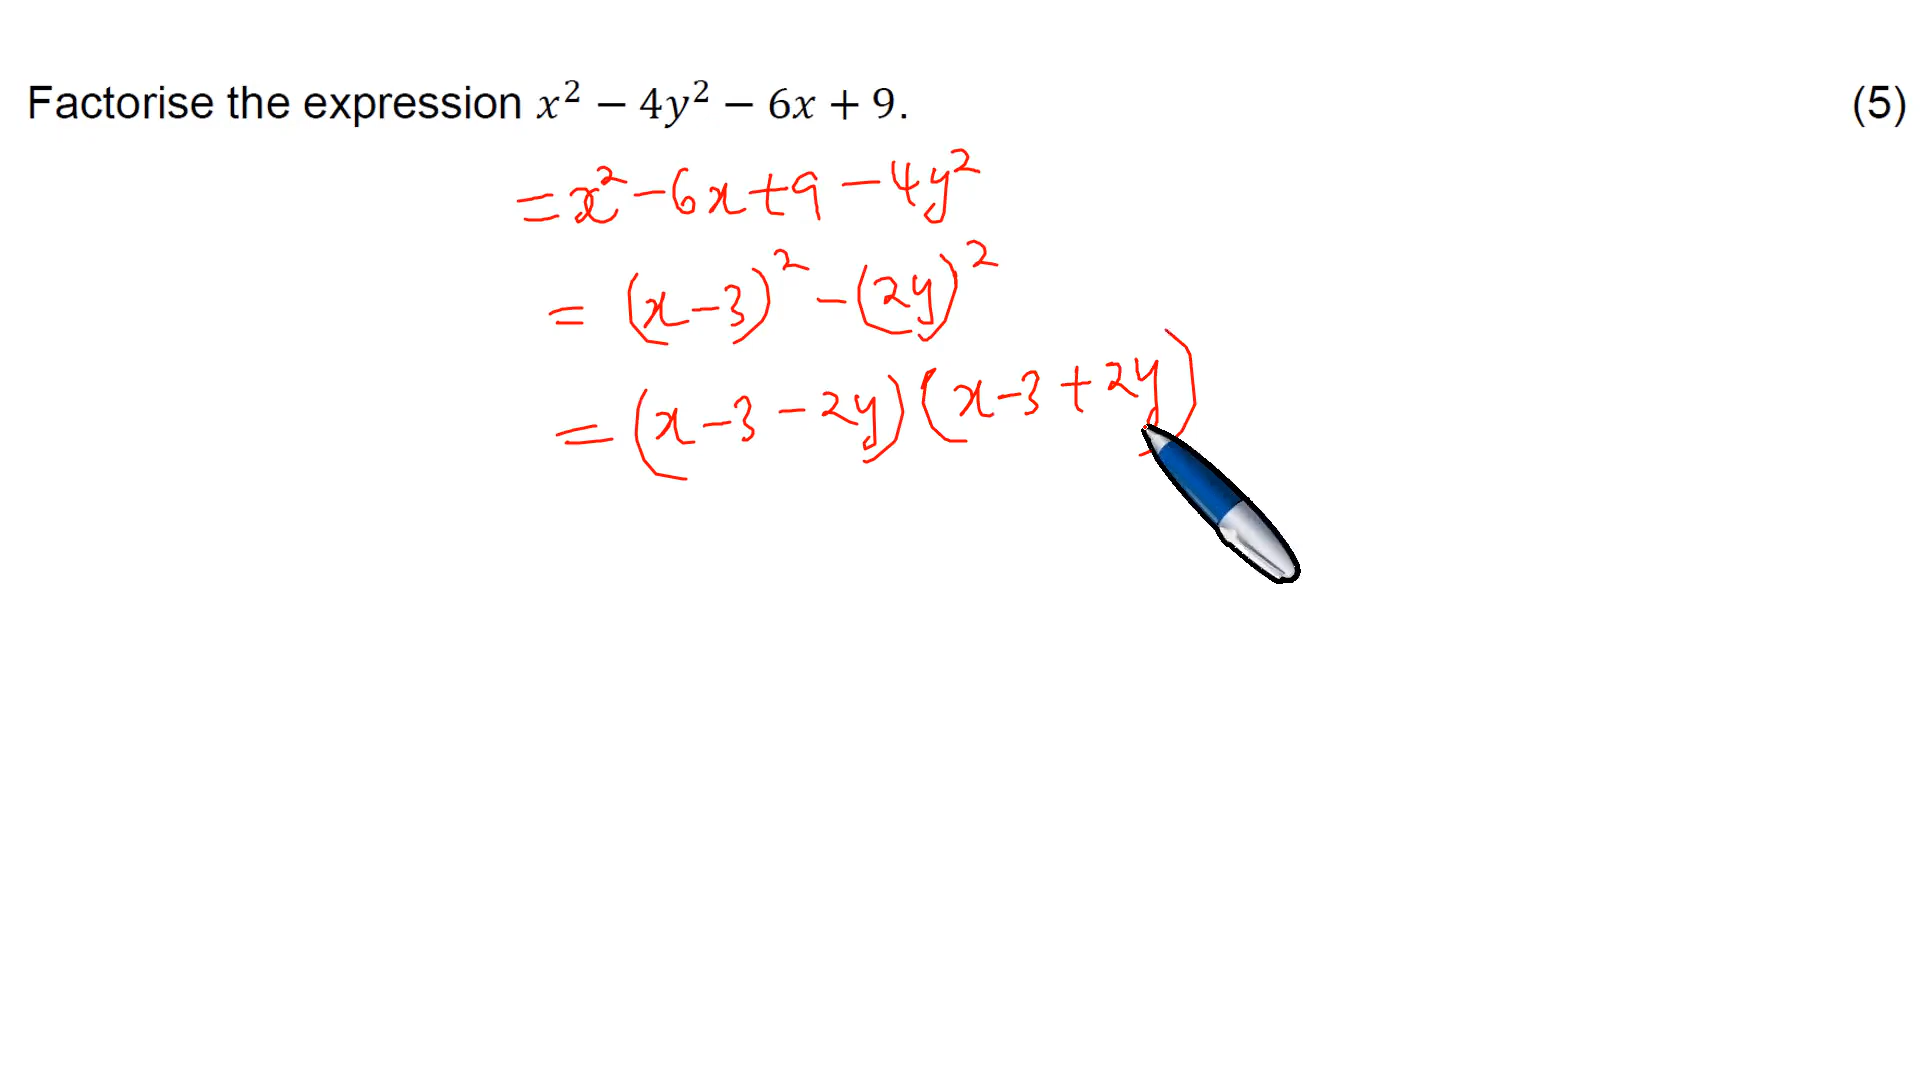 Factorise the expression x² − 4y² − 6x + 9. (5)
= x² − 6x + 9 − 4y²
= (x − 3)² − (2y)²
= (x − 3 − 2y)(x − 3 + 2y)